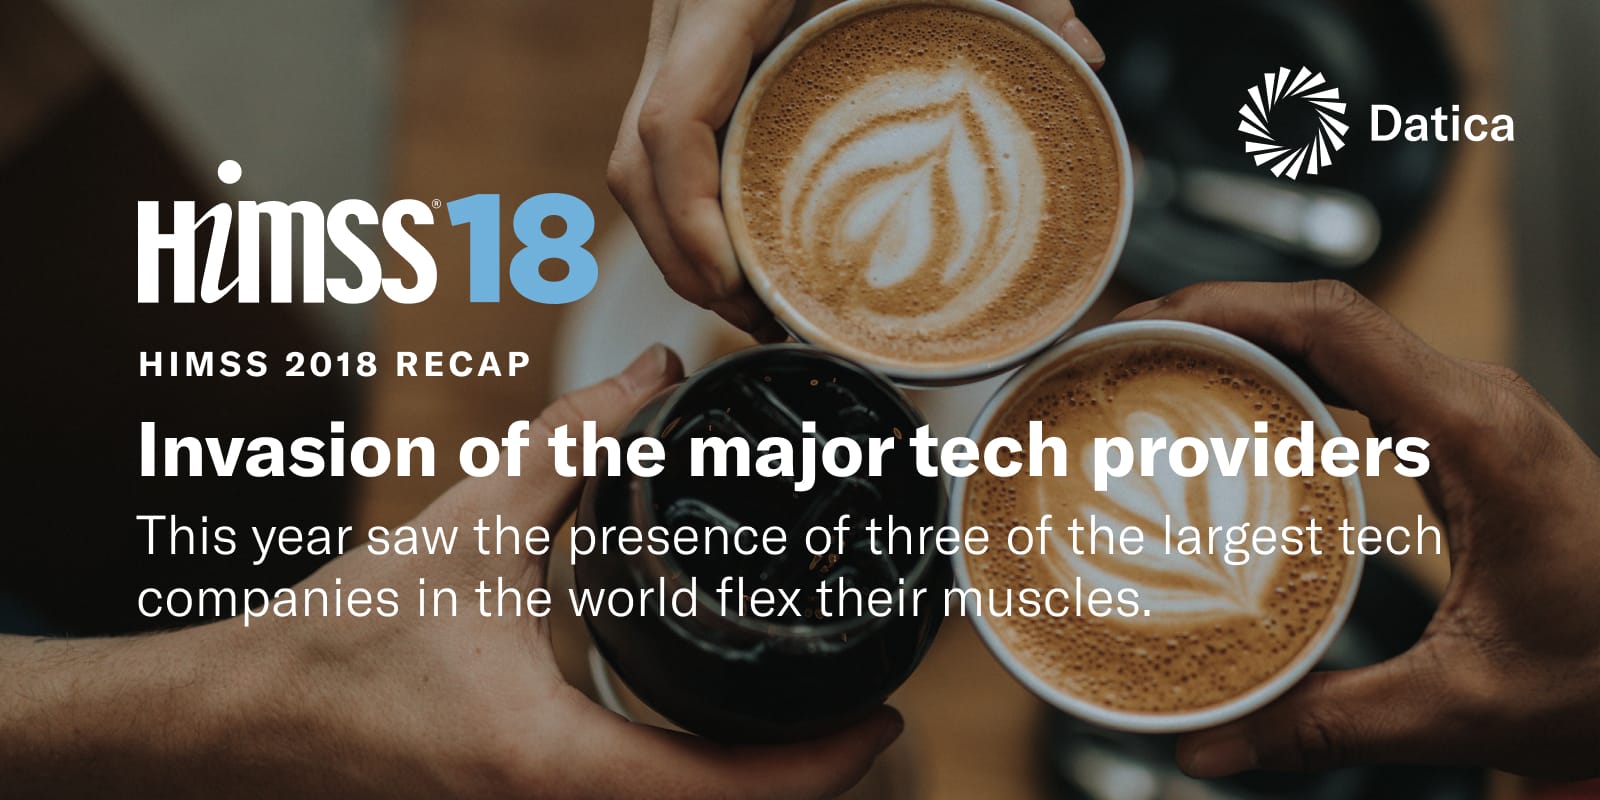 Datica
HiMSS® 18
HIMSS 2018 RECAP
Invasion of the major tech providers
This year saw the presence of three of the largest tech
companies in the world flex their muscles.